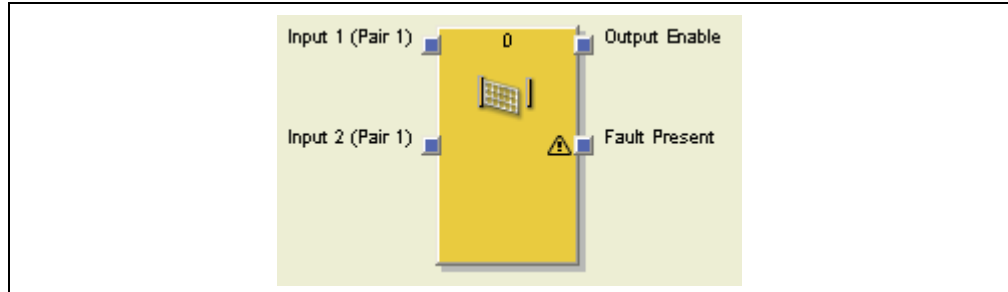 Input 1 (Pair 1)
0
Output Enable
Input 2 (Pair 1)
Fault Present